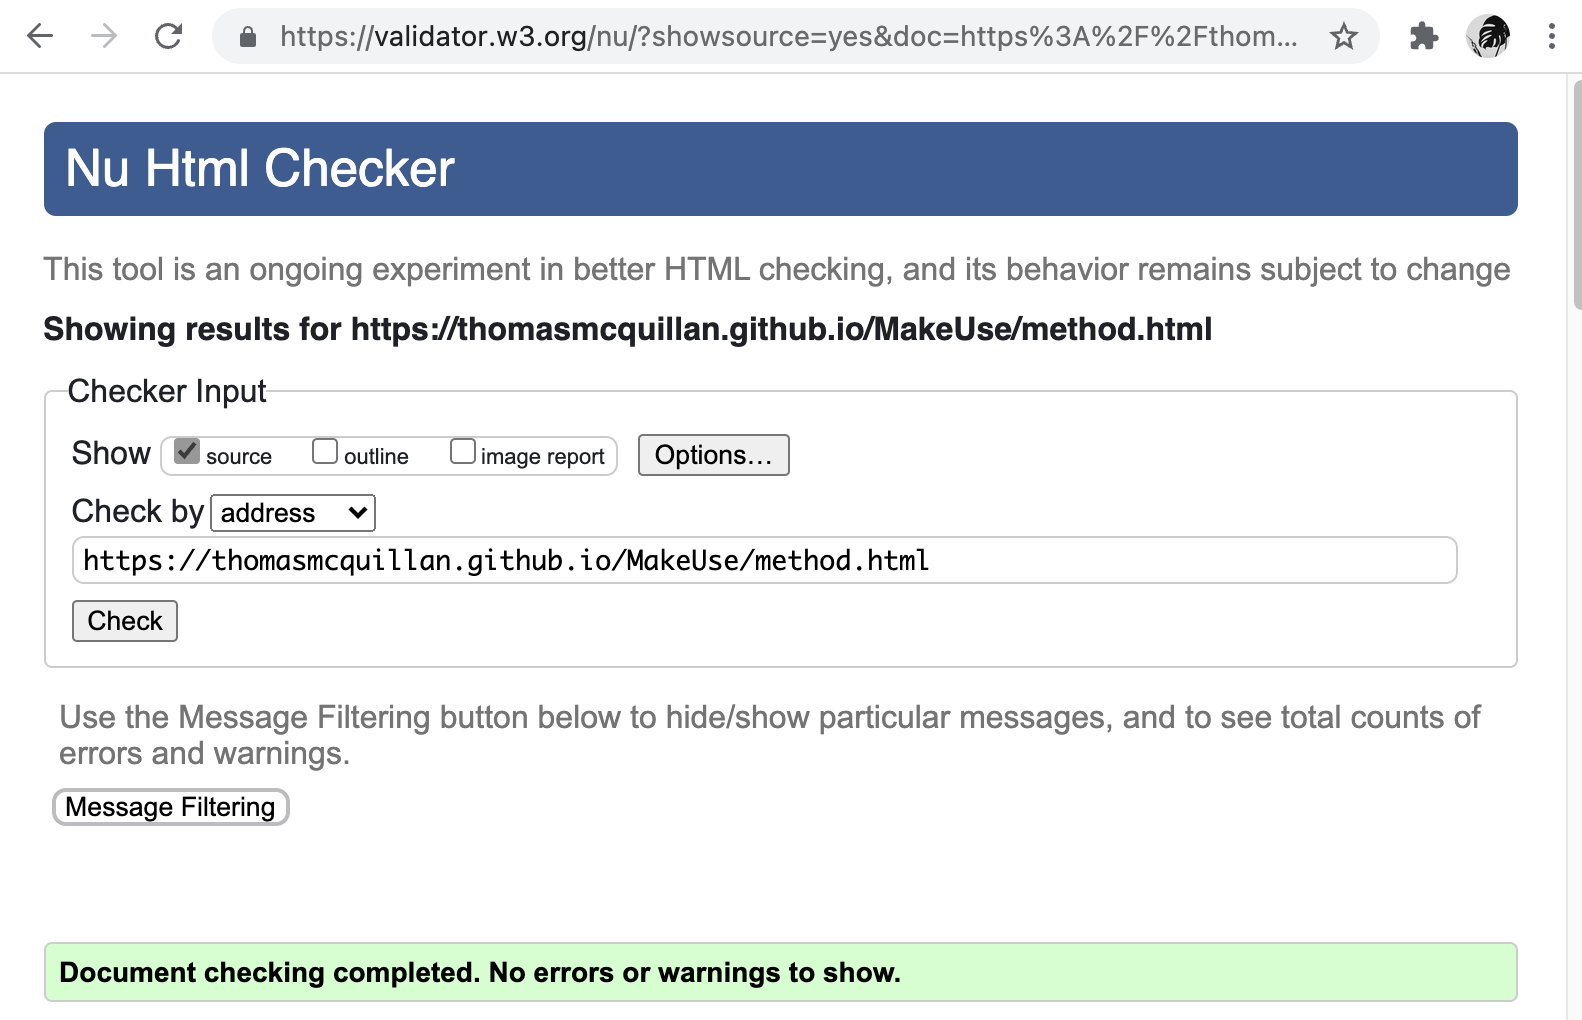 https://validator.w3.org/nu/?showsource=yes&doc=https%3A%2F%2Fthom...
Nu Html Checker
This tool is an ongoing experiment in better HTML checking, and its behavior remains subject to change
Showing results for https://thomasmcquillan.github.io/MakeUse/method.html
Checker Input
Show source outline image report Options...
Check by address
https://thomasmcquillan.github.io/MakeUse/method.html
Check
Use the Message Filtering button below to hide/show particular messages, and to see total counts of
errors and warnings.
Message Filtering
Document checking completed. No errors or warnings to show.